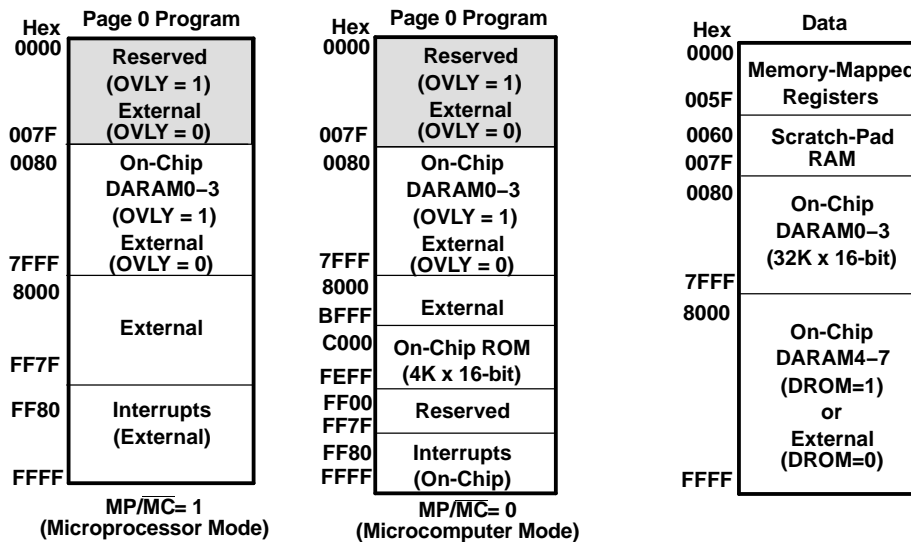 Hex
Page 0 Program
0000
Reserved
(OVLY = 1)
External
(OVLY = 0)
007F
0080
On-Chip
DARAM0–3
(OVLY = 1)
External
(OVLY = 0)
7FFF
8000
External
FF7F
FF80
Interrupts
(External)
FFFF
MP/MC= 1
(Microprocessor Mode)
Hex
Page 0 Program
0000
Reserved
(OVLY = 1)
External
(OVLY = 0)
007F
0080
On-Chip
DARAM0–3
(OVLY = 1)
External
(OVLY = 0)
7FFF
8000
External
BFFF
C000
On-Chip ROM
(4K x 16-bit)
FEFF
FF00
Reserved
FF7F
FF80
Interrupts
(On-Chip)
FFFF
MP/MC= 0
(Microcomputer Mode)
Hex
Data
0000
Memory-Mapped
Registers
005F
0060
Scratch-Pad
RAM
007F
0080
On-Chip
DARAM0–3
(32K x 16-bit)
7FFF
8000
On-Chip
DARAM4–7
(DROM=1)
or
External
(DROM=0)
FFFF